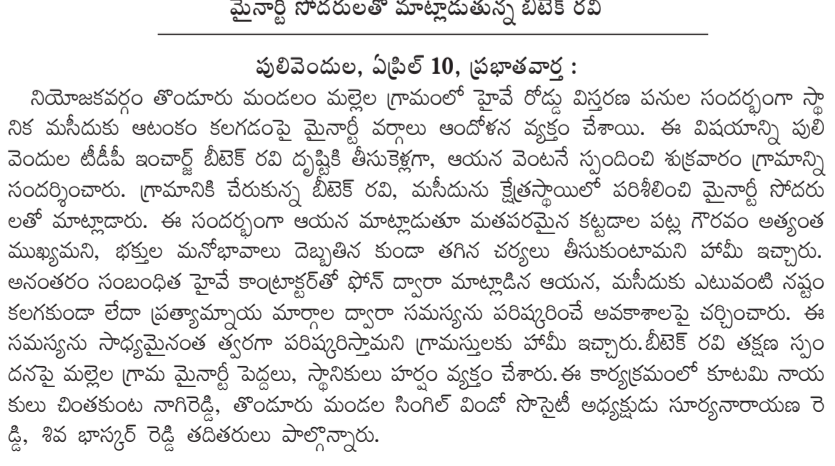 మైనార్టీ సోదరులతో మాట్లాడుతున్న బీటెక్ రవి
పులివెందుల, ఏప్రిల్ 10, ప్రభాతవార్త :
నియోజకవర్గం తొండూరు మండలం మల్లెల గ్రామంలో హైవే రోడ్డు విస్తరణ పనుల సందర్భంగా స్థా
నిక మసీదుకు ఆటంకం కలగడంపై మైనార్టీ వర్గాలు ఆందోళన వ్యక్తం చేశాయి. ఈ విషయాన్ని పులి
వెందుల టీడీపీ ఇంచార్జ్ బీటెక్ రవి దృష్టికి తీసుకెళ్లగా, ఆయన వెంటనే స్పందించి శుక్రవారం గ్రామాన్ని
సందర్శించారు. గ్రామానికి చేరుకున్న బీటెక్ రవి, మసీదును క్షేత్రస్థాయిలో పరిశీలించి మైనార్టీ సోదరు
లతో మాట్లాడారు. ఈ సందర్భంగా ఆయన మాట్లాడుతూ మతపరమైన కట్టడాల పట్ల గౌరవం అత్యంత
ముఖ్యమని, భక్తుల మనోభావాలు దెబ్బతిన కుండా తగిన చర్యలు తీసుకుంటామని హామీ ఇచ్చారు.
అనంతరం సంబంధిత హైవే కాంట్రాక్టర్‌తో ఫోన్ ద్వారా మాట్లాడిన ఆయన, మసీదుకు ఎటువంటి నష్టం
కలగకుండా లేదా ప్రత్యామ్నాయ మార్గాల ద్వారా సమస్యను పరిష్కరించే అవకాశాలపై చర్చించారు. ఈ
సమస్యను సాధ్యమైనంత త్వరగా పరిష్కరిస్తామని గ్రామస్తులకు హామీ ఇచ్చారు.బీటెక్ రవి తక్షణ స్పం
దనపై మల్లెల గ్రామ మైనార్టీ పెద్దలు, స్థానికులు హర్షం వ్యక్తం చేశారు.ఈ కార్యక్రమంలో కూటమి నాయ
కులు చింతకుంట నాగిరెడ్డి, తొండూరు మండల సింగిల్ విండో సొసైటీ అధ్యక్షుడు సూర్యనారాయణ రె
డ్డి, శివ భాస్కర్ రెడ్డి తదితరులు పాల్గొన్నారు.